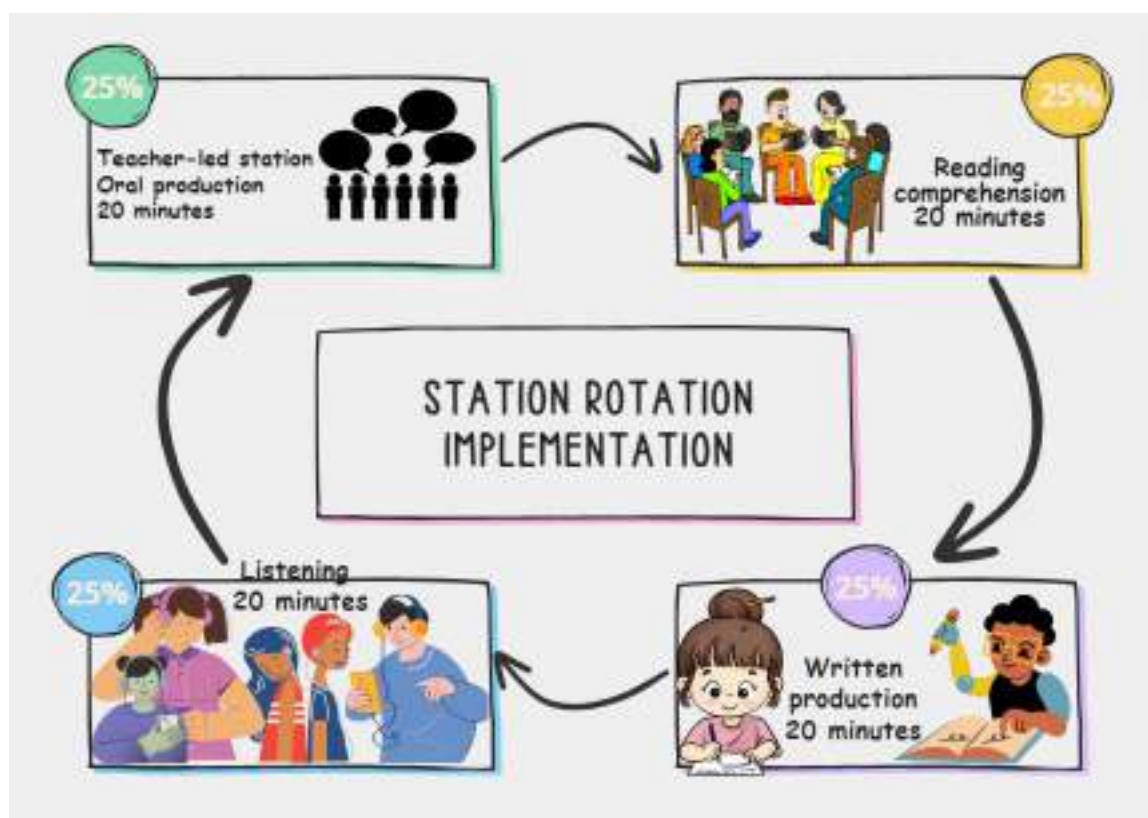 25%
Teacher-led station
Oral production
20 minutes
25%
Reading
comprehension
20 minutes
STATION ROTATION
IMPLEMENTATION
25%
Listening
20 minutes
25%
Written
production
20 minutes